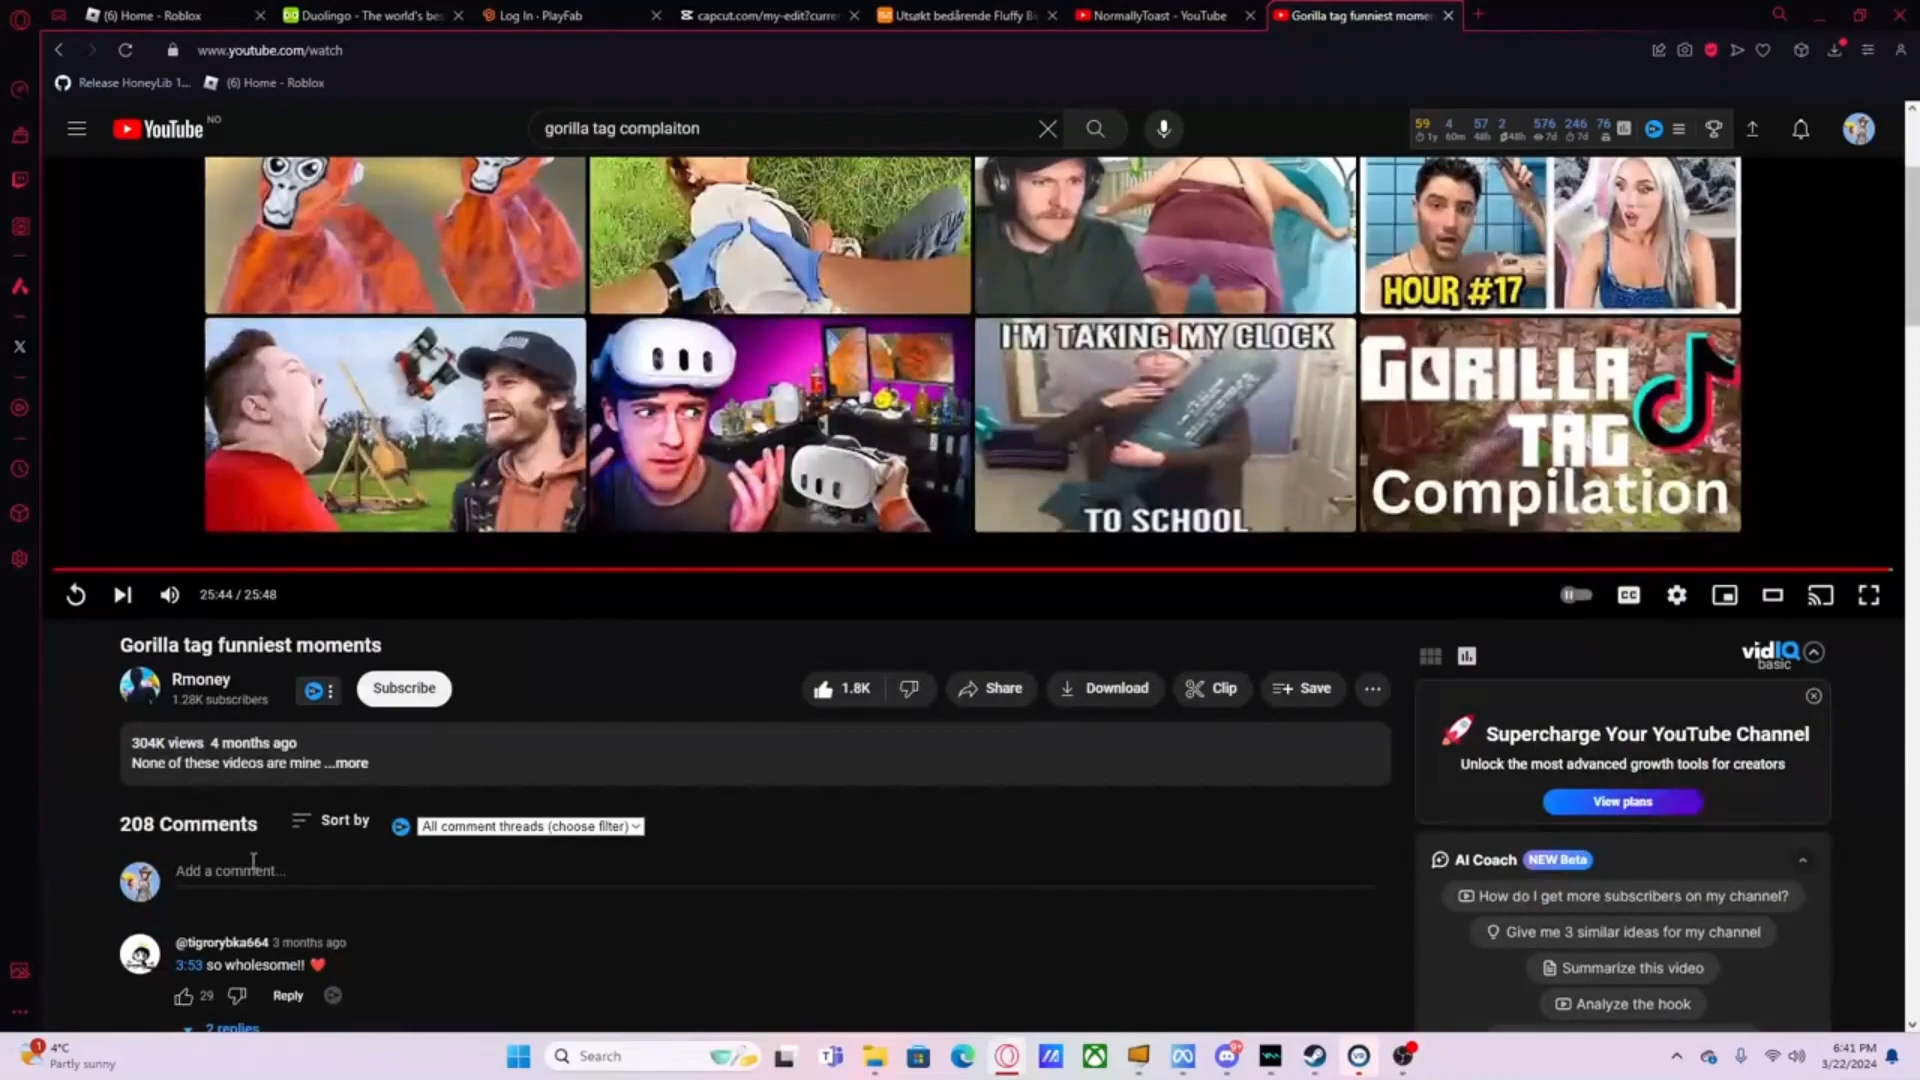 (6) Home - Roblox
Duolingo - The world's bes
Log In · PlayFab
capcut.com/my-edit?curre
Utsøkt bedårende Fluffy Bi
NormallyToast - YouTube
Gorilla tag funniest momen
www.youtube.com/watch
Release HoneyLib 1...
(6) Home - Roblox
YouTube NO
gorilla tag complaiton
59 4 57 2 576 246 76
1y 60m 48h 48h 7d 7d
HOUR #17
I'M TAKING MY CLOCK
TO SCHOOL
GORILLA
TAG
Compilation
25:44 / 25:48
CC
Gorilla tag funniest moments
Rmoney
1.28K subscribers
Subscribe
1.8K
Share
Download
Clip
Save
304K views 4 months ago
None of these videos are mine ...more
208 Comments
Sort by
All comment threads (choose filter)
Add a comment...
@tigrorybka664 3 months ago
3:53 so wholesome!! ❤️
29
Reply
2 replies
vidIQ
basic
Supercharge Your YouTube Channel
Unlock the most advanced growth tools for creators
View plans
AI Coach NEW Beta
How do I get more subscribers on my channel?
Give me 3 similar ideas for my channel
Summarize this video
Analyze the hook
1
4°C
Partly sunny
Search
9+
6:41 PM
3/22/2024